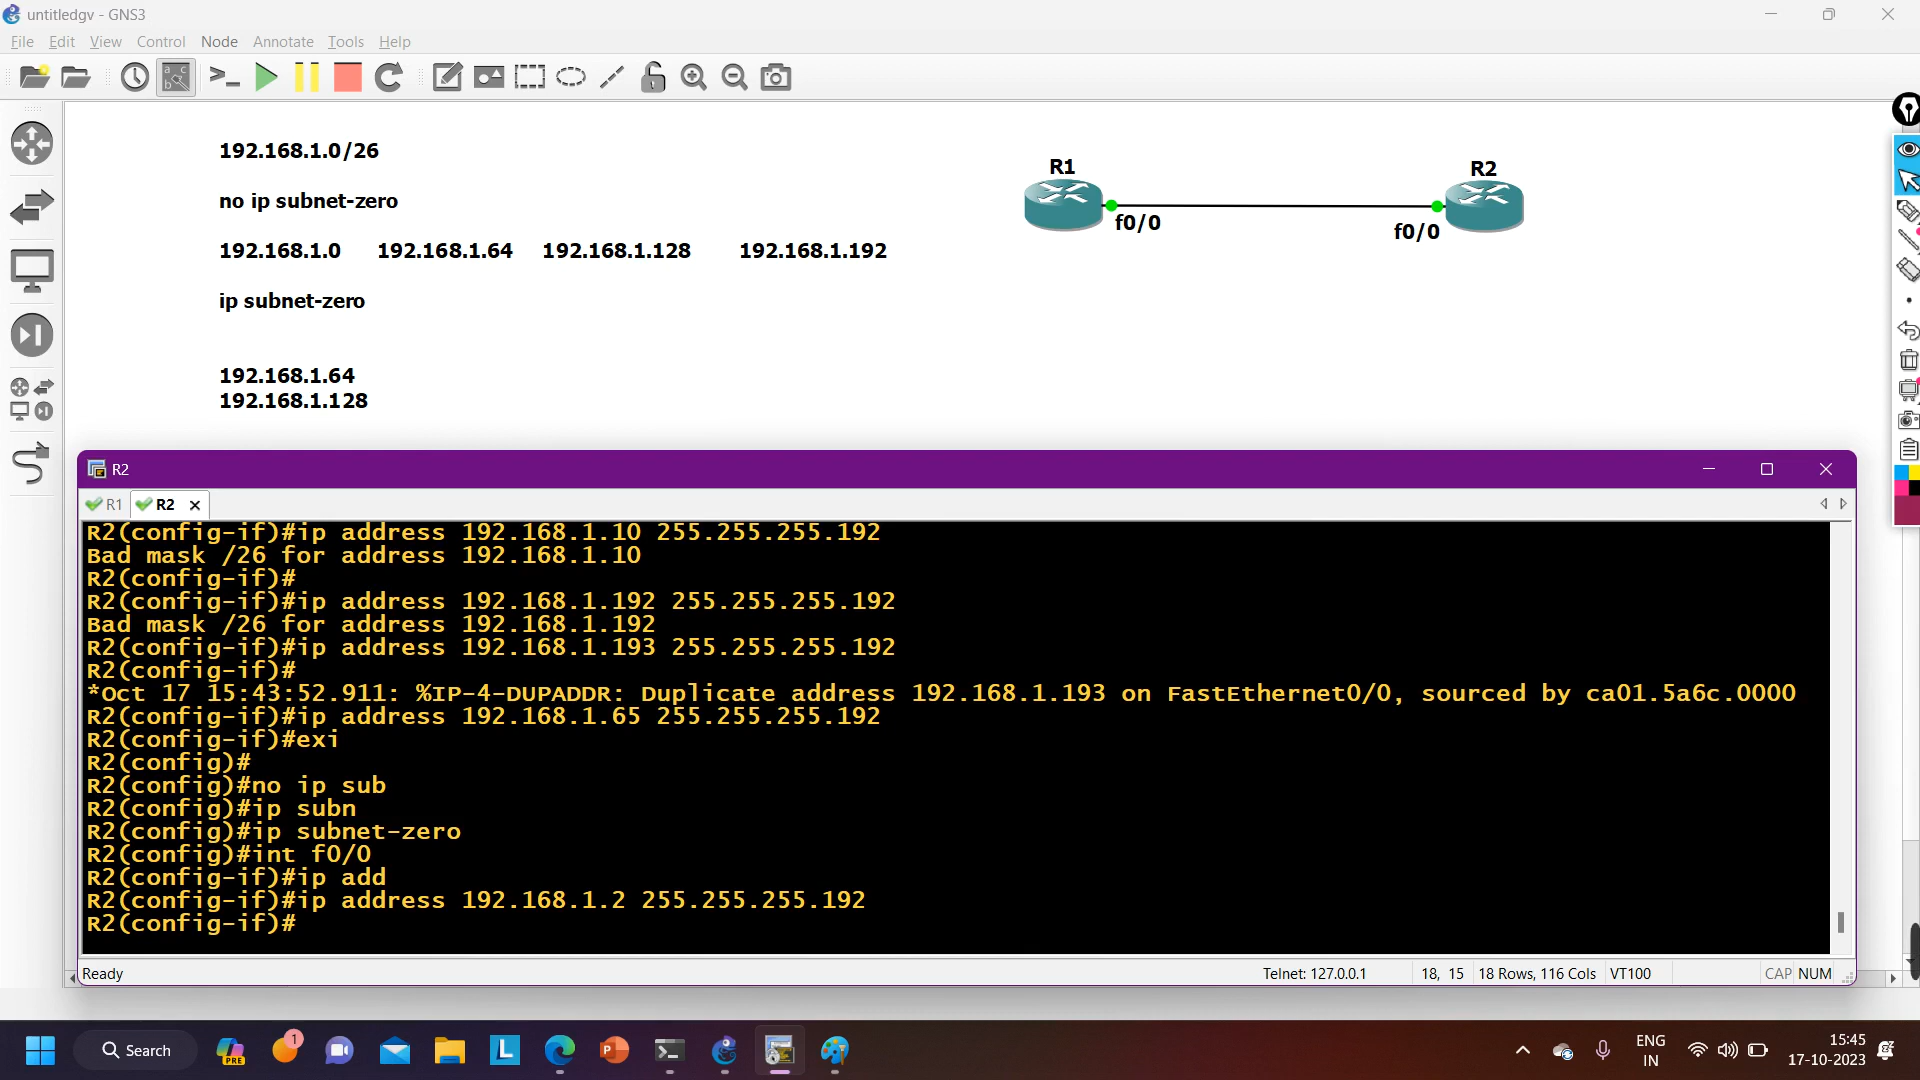 untitledgv - GNS3
File Edit View Control Node Annotate Tools Help
192.168.1.0/26
no ip subnet-zero
192.168.1.0 192.168.1.64 192.168.1.128 192.168.1.192
ip subnet-zero
192.168.1.64
192.168.1.128
R1
R2
f0/0
f0/0
R2
R1
R2
R2(config-if)#ip address 192.168.1.10 255.255.255.192
Bad mask /26 for address 192.168.1.10
R2(config-if)#
R2(config-if)#ip address 192.168.1.192 255.255.255.192
Bad mask /26 for address 192.168.1.192
R2(config-if)#ip address 192.168.1.193 255.255.255.192
R2(config-if)#
*Oct 17 15:43:52.911: %IP-4-DUPADDR: Duplicate address 192.168.1.193 on FastEthernet0/0, sourced by ca01.5a6c.0000
R2(config-if)#ip address 192.168.1.65 255.255.255.192
R2(config-if)#exi
R2(config)#
R2(config)#no ip sub
R2(config)#ip subn
R2(config)#ip subnet-zero
R2(config)#int f0/0
R2(config-if)#ip add
R2(config-if)#ip address 192.168.1.2 255.255.255.192
R2(config-if)#
Ready Telnet: 127.0.0.1 18, 15 18 Rows, 116 Cols VT100 CAP NUM
Search
PRE
1
L
P
ENG
IN
15:45
17-10-2023